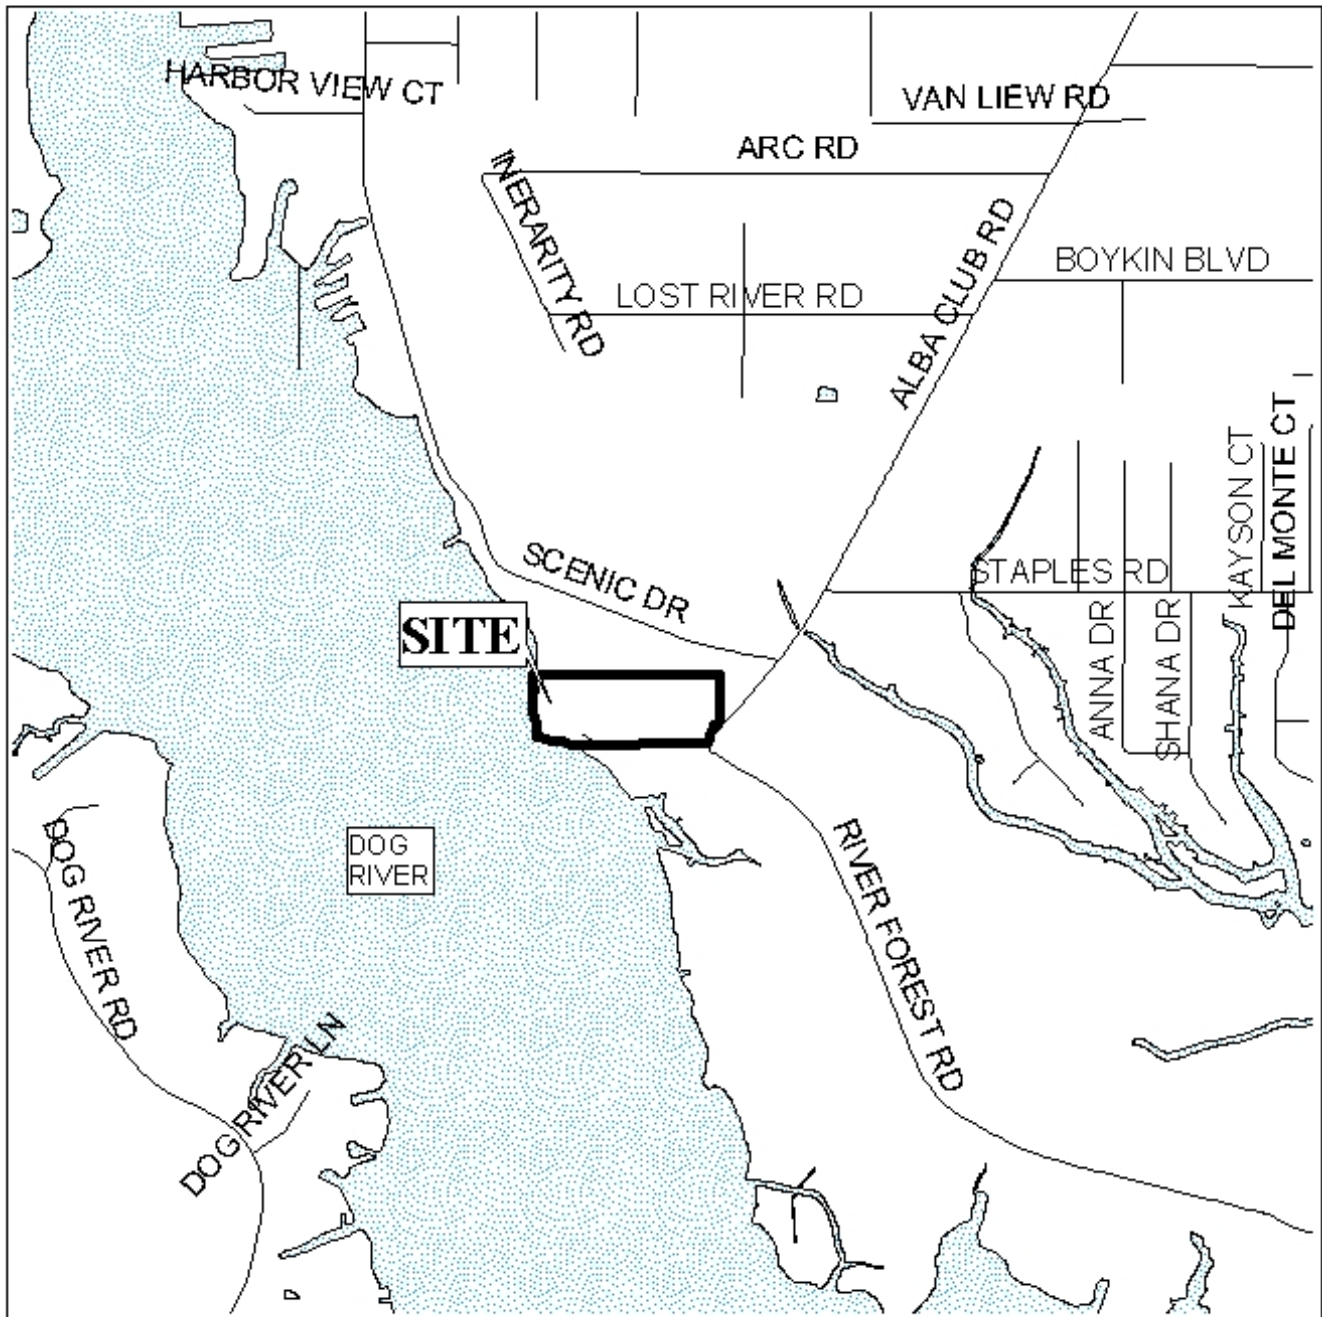 HARBOR VIEW CT
VAN LIEW RD
ARC RD
INERARITY RD
ALBA CLUB RD
BOYKIN BLVD
LOST RIVER RD
KAYSON CT
DEL MONTE CT
SCENIC DR
STAPLES RD
SITE
ANNA DR
SHANA DR
DOG
RIVER
DOG RIVER RD
RIVER FOREST RD
DOG RIVER LN